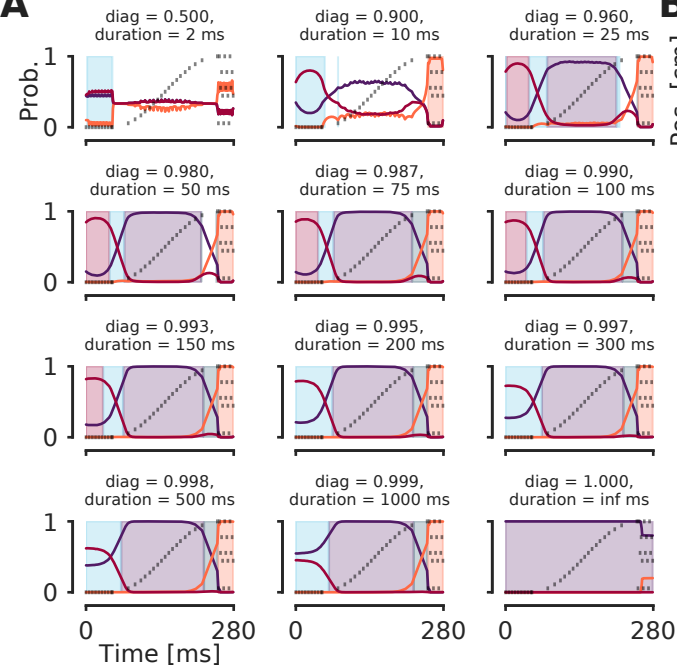 A
B
diag = 0.500,
duration = 2 ms
diag = 0.900,
duration = 10 ms
diag = 0.960,
duration = 25 ms
Prob.
1
0
diag = 0.980,
duration = 50 ms
diag = 0.987,
duration = 75 ms
diag = 0.990,
duration = 100 ms
1
0
diag = 0.993,
duration = 150 ms
diag = 0.995,
duration = 200 ms
diag = 0.997,
duration = 300 ms
1
0
diag = 0.998,
duration = 500 ms
diag = 0.999,
duration = 1000 ms
diag = 1.000,
duration = inf ms
1
0
0 280 0 280 0 280
Time [ms]